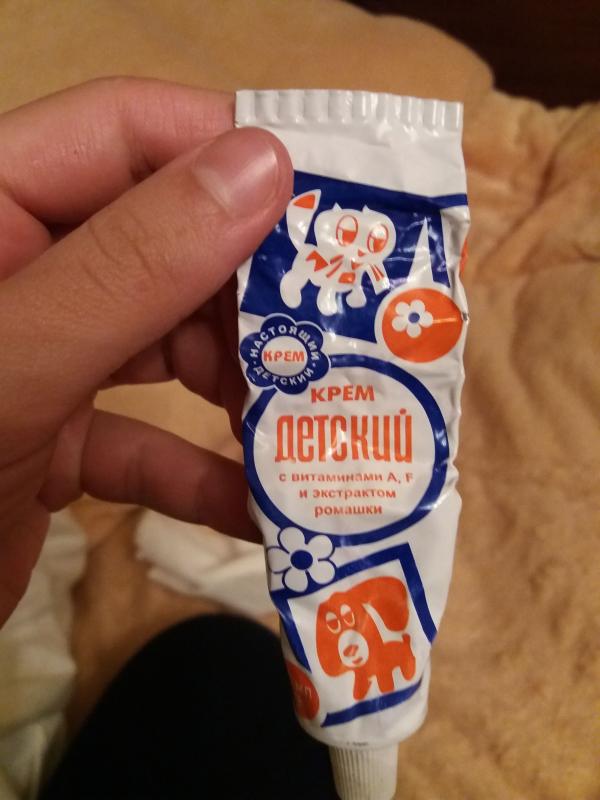 НАСТОЯЩИЙ
КРЕМ
ДЕТСКИЙ
КРЕМ
ДЕТСКИЙ
с витаминами А, F
и экстрактом
ромашки